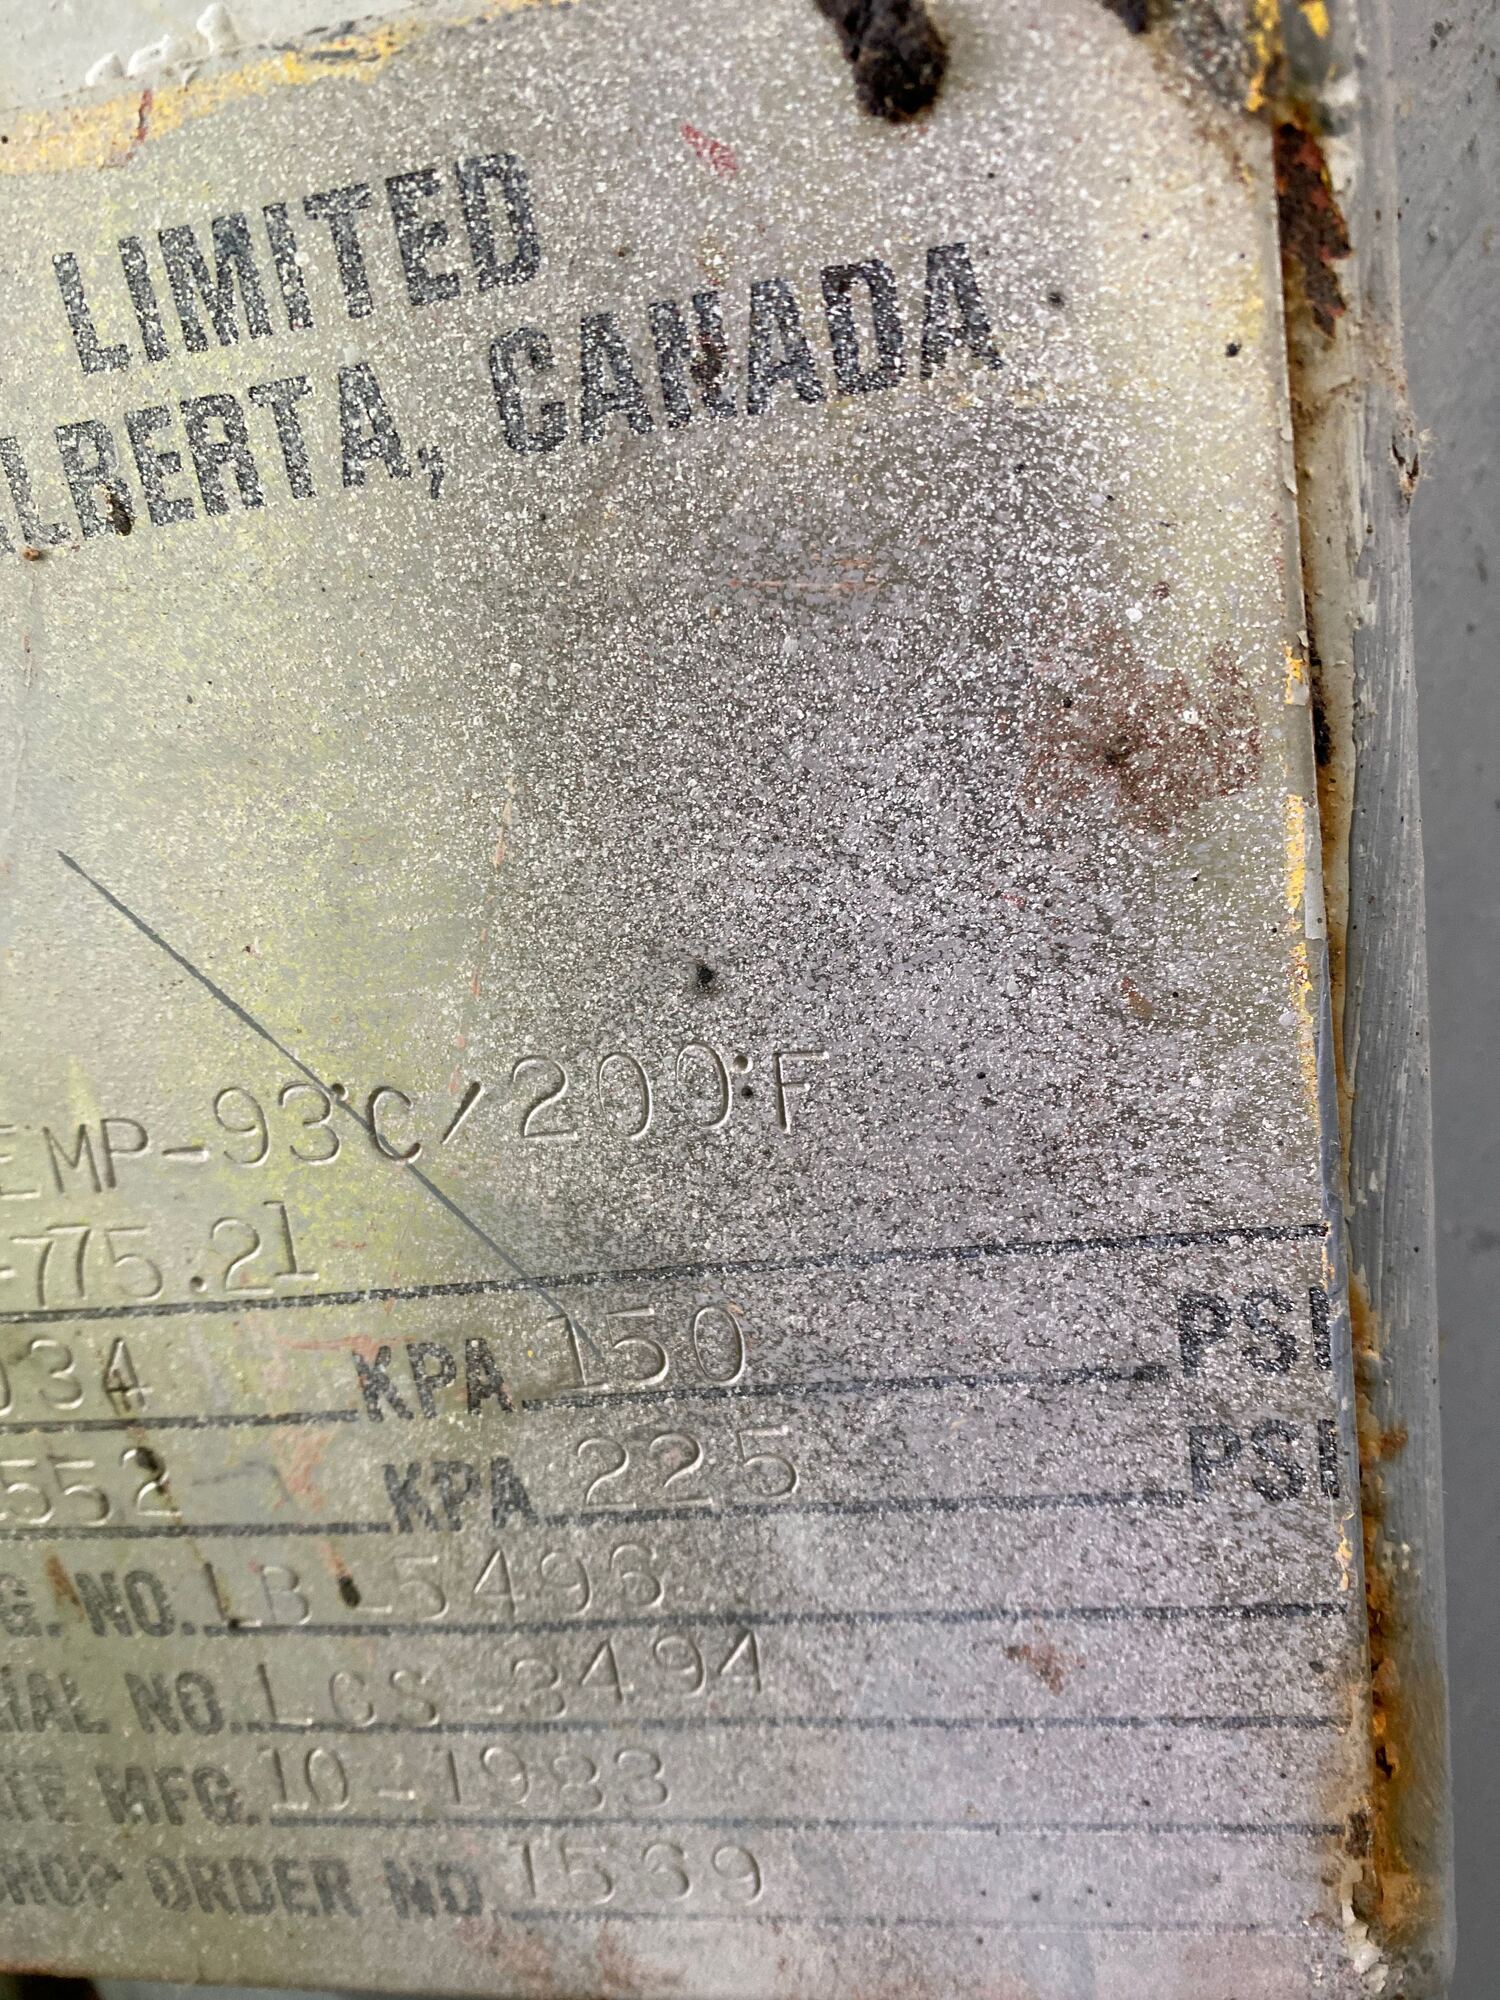 LIMITED
ALBERTA, CANADA
EMP-93°C/200°F
-775.21
034 KPA 150 PSI
552 KPA 225 PSI
G. NO. LB-5496
IAL NO. LCS-3494
TE MFG. 10-1983
HOP ORDER NO 1539